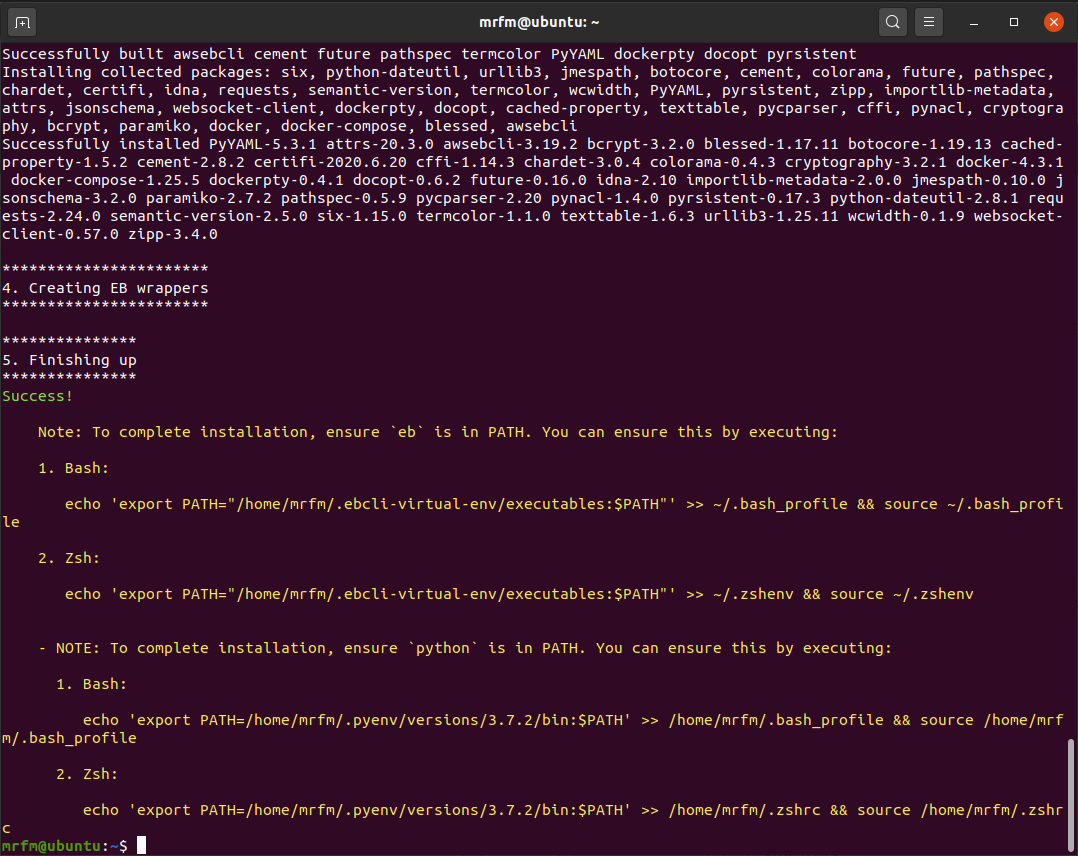 mrfm@ubuntu: ~
Successfully built awsebcli cement future pathspec termcolor PyYAML dockerpty docopt pyrsistent
Installing collected packages: six, python-dateutil, urllib3, jmespath, botocore, cement, colorama, future, pathspec,
chardet, certifi, idna, requests, semantic-version, termcolor, wcwidth, PyYAML, pyrsistent, zipp, importlib-metadata,
attrs, jsonschema, websocket-client, dockerpty, docopt, cached-property, texttable, pycparser, cffi, pynacl, cryptogra
phy, bcrypt, paramiko, docker, docker-compose, blessed, awsebcli
Successfully installed PyYAML-5.3.1 attrs-20.3.0 awsebcli-3.19.2 bcrypt-3.2.0 blessed-1.17.11 botocore-1.19.13 cached-
property-1.5.2 cement-2.8.2 certifi-2020.6.20 cffi-1.14.3 chardet-3.0.4 colorama-0.4.3 cryptography-3.2.1 docker-4.3.1
docker-compose-1.25.5 dockerpty-0.4.1 docopt-0.6.2 future-0.16.0 idna-2.10 importlib-metadata-2.0.0 jmespath-0.10.0 j
sonschema-3.2.0 paramiko-2.7.2 pathspec-0.5.9 pycparser-2.20 pynacl-1.4.0 pyrsistent-0.17.3 python-dateutil-2.8.1 requ
ests-2.24.0 semantic-version-2.5.0 six-1.15.0 termcolor-1.1.0 texttable-1.6.3 urllib3-1.25.11 wcwidth-0.1.9 websocket-
client-0.57.0 zipp-3.4.0
***********************
4. Creating EB wrappers
***********************
***************
5. Finishing up
***************
Success!
Note: To complete installation, ensure `eb` is in PATH. You can ensure this by executing:
1. Bash:
echo 'export PATH="/home/mrfm/.ebcli-virtual-env/executables:$PATH"' >> ~/.bash_profile && source ~/.bash_profi
le
2. Zsh:
echo 'export PATH="/home/mrfm/.ebcli-virtual-env/executables:$PATH"' >> ~/.zshenv && source ~/.zshenv
- NOTE: To complete installation, ensure `python` is in PATH. You can ensure this by executing:
1. Bash:
echo 'export PATH=/home/mrfm/.pyenv/versions/3.7.2/bin:$PATH' >> /home/mrfm/.bash_profile && source /home/mrf
m/.bash_profile
2. Zsh:
echo 'export PATH=/home/mrfm/.pyenv/versions/3.7.2/bin:$PATH' >> /home/mrfm/.zshrc && source /home/mrfm/.zshr
c
mrfm@ubuntu:~$